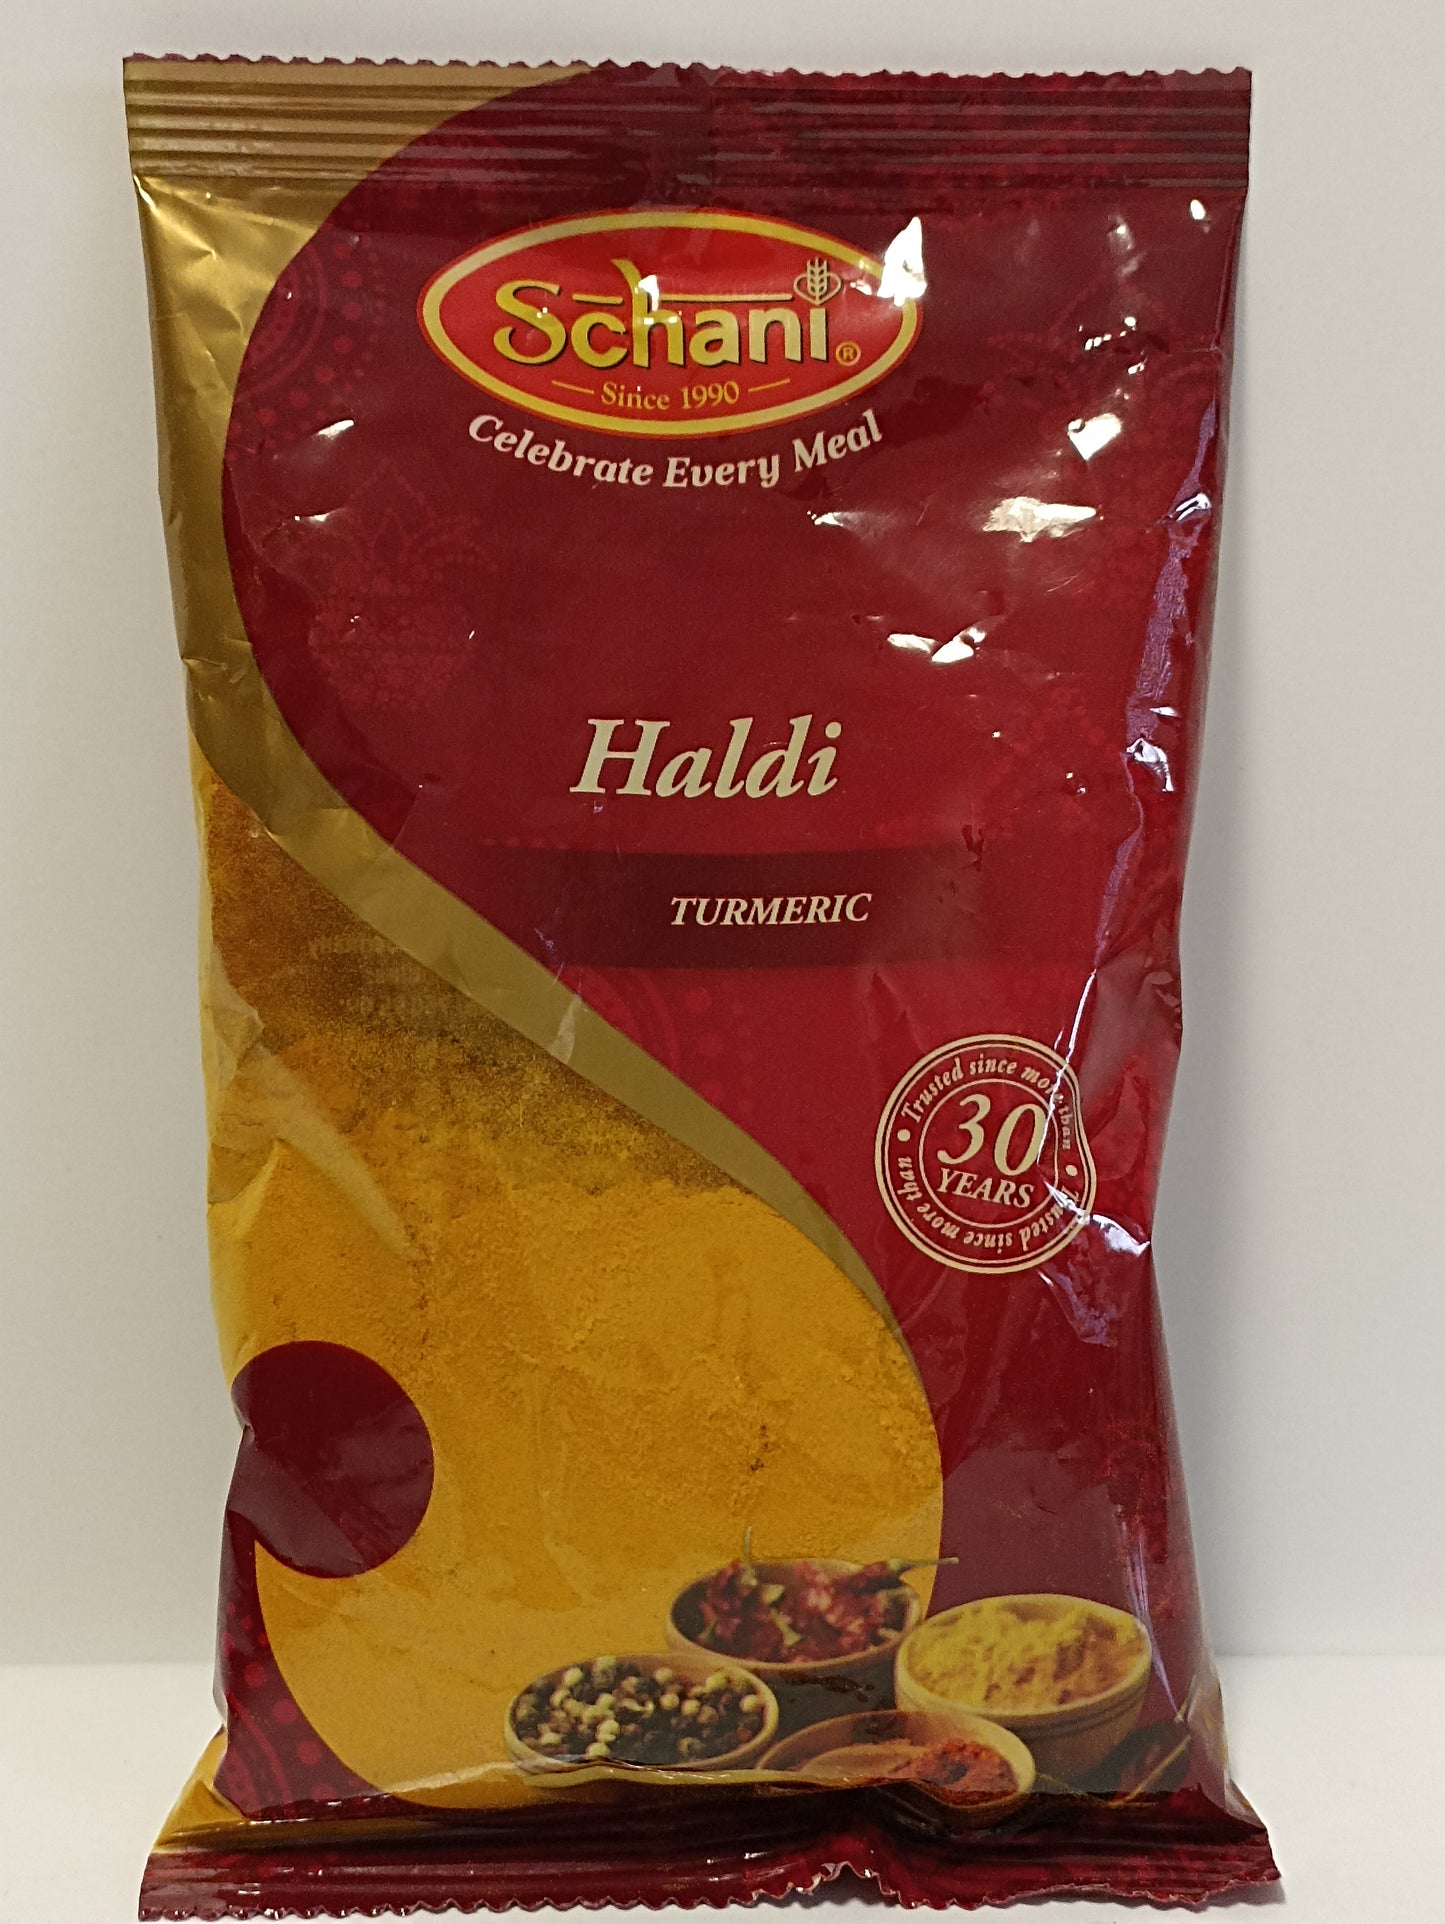 Schani®
Since 1990
Celebrate Every Meal
Haldi
TURMERIC
Trusted since more than
30
YEARS
Trusted since more than